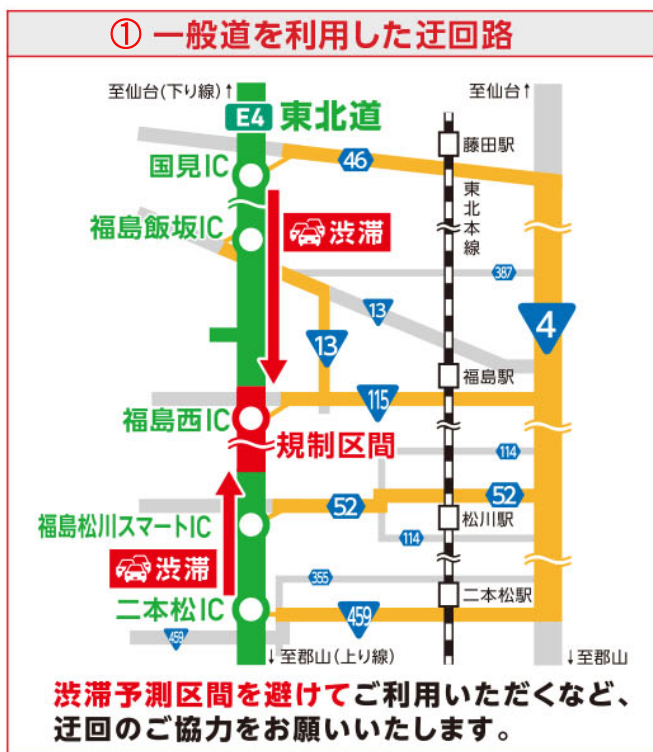 ① 一般道を利用した迂回路
至仙台(下り線)↑
至仙台↑
E4 東北道
藤田駅
国見IC
46
東北本線
福島飯坂IC
渋滞
387
13
13
4
福島駅
115
福島西IC
規制区間
114
52
52
福島松川スマートIC
松川駅
114
渋滞
355
二本松駅
二本松IC
459
459
↓至郡山(上り線)
↓至郡山
渋滞予測区間を避けてご利用いただくなど、
迂回のご協力をお願いいたします。